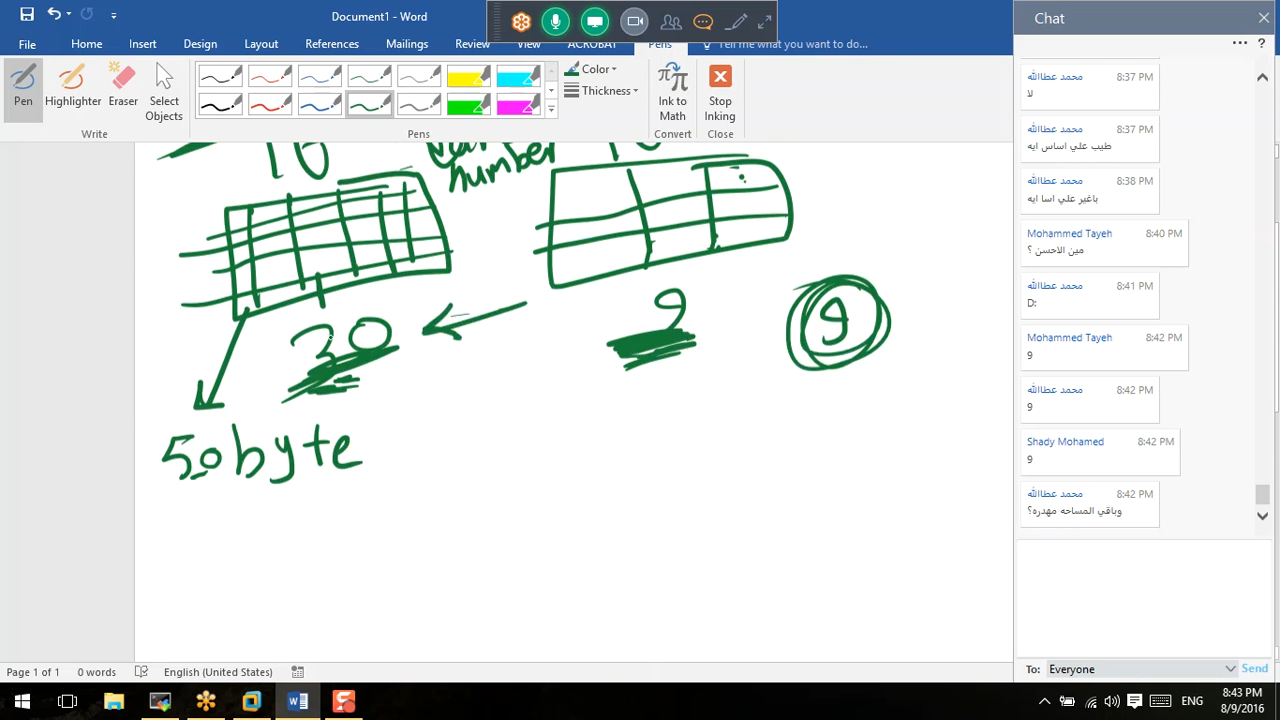 Document1 - Word
File Home Insert Design Layout References Mailings Review View ACROBAT Pens Tell me what you want to do...
Pen
Highlighter
Eraser
Select Objects
Color
Thickness
Ink to Math
Stop Inking
Write
Pens
Convert
Close
number
9
9
50byte
Chat
محمد عطاالله 8:37 PM
لا
محمد عطاالله 8:37 PM
طيب علي اساس ايه
محمد عطاالله 8:38 PM
باغير علي اسا ايه
Mohammed Tayeh 8:40 PM
مين الاحسن ؟
محمد عطاالله 8:41 PM
D:
Mohammed Tayeh 8:42 PM
9
محمد عطاالله 8:42 PM
9
Shady Mohamed 8:42 PM
9
محمد عطاالله 8:42 PM
وباقي المساحه مهدره؟
To: Everyone Send
Page 1 of 1 0 words English (United States)
ENG
8:43 PM
8/9/2016